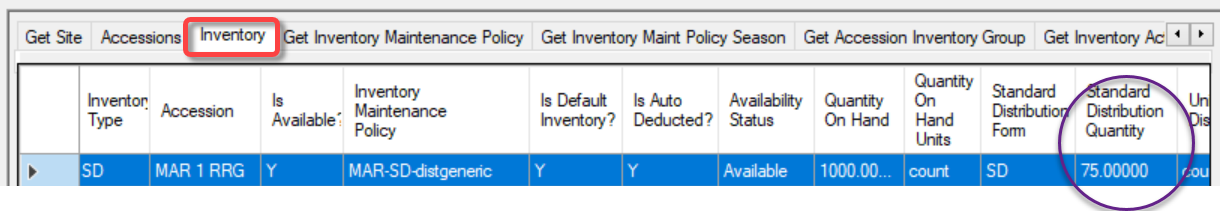 Get Site Accessions Inventory Get Inventory Maintenance Policy Get Inventory Maint Policy Season Get Accession Inventory Group Get Inventory Ac
Inventory Type Accession Is Available? Inventory Maintenance Policy Is Default Inventory? Is Auto Deducted? Availability Status Quantity On Hand Quantity On Hand Units Standard Distribution Form Standard Distribution Quantity Un Dis
SD MAR 1 RRG Y MAR-SD-distgeneric Y Y Available 1000.00... count SD 75.00000 cou